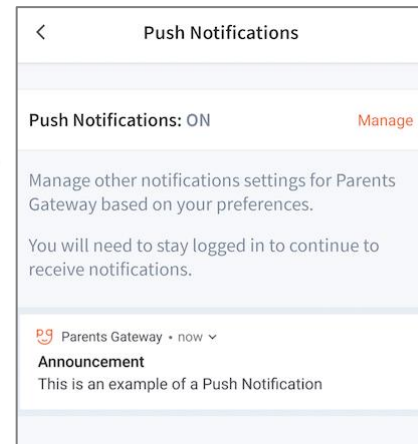 Push Notifications
Push Notifications: ON Manage
Manage other notifications settings for Parents
Gateway based on your preferences.
You will need to stay logged in to continue to
receive notifications.
Parents Gateway • now
Announcement
This is an example of a Push Notification